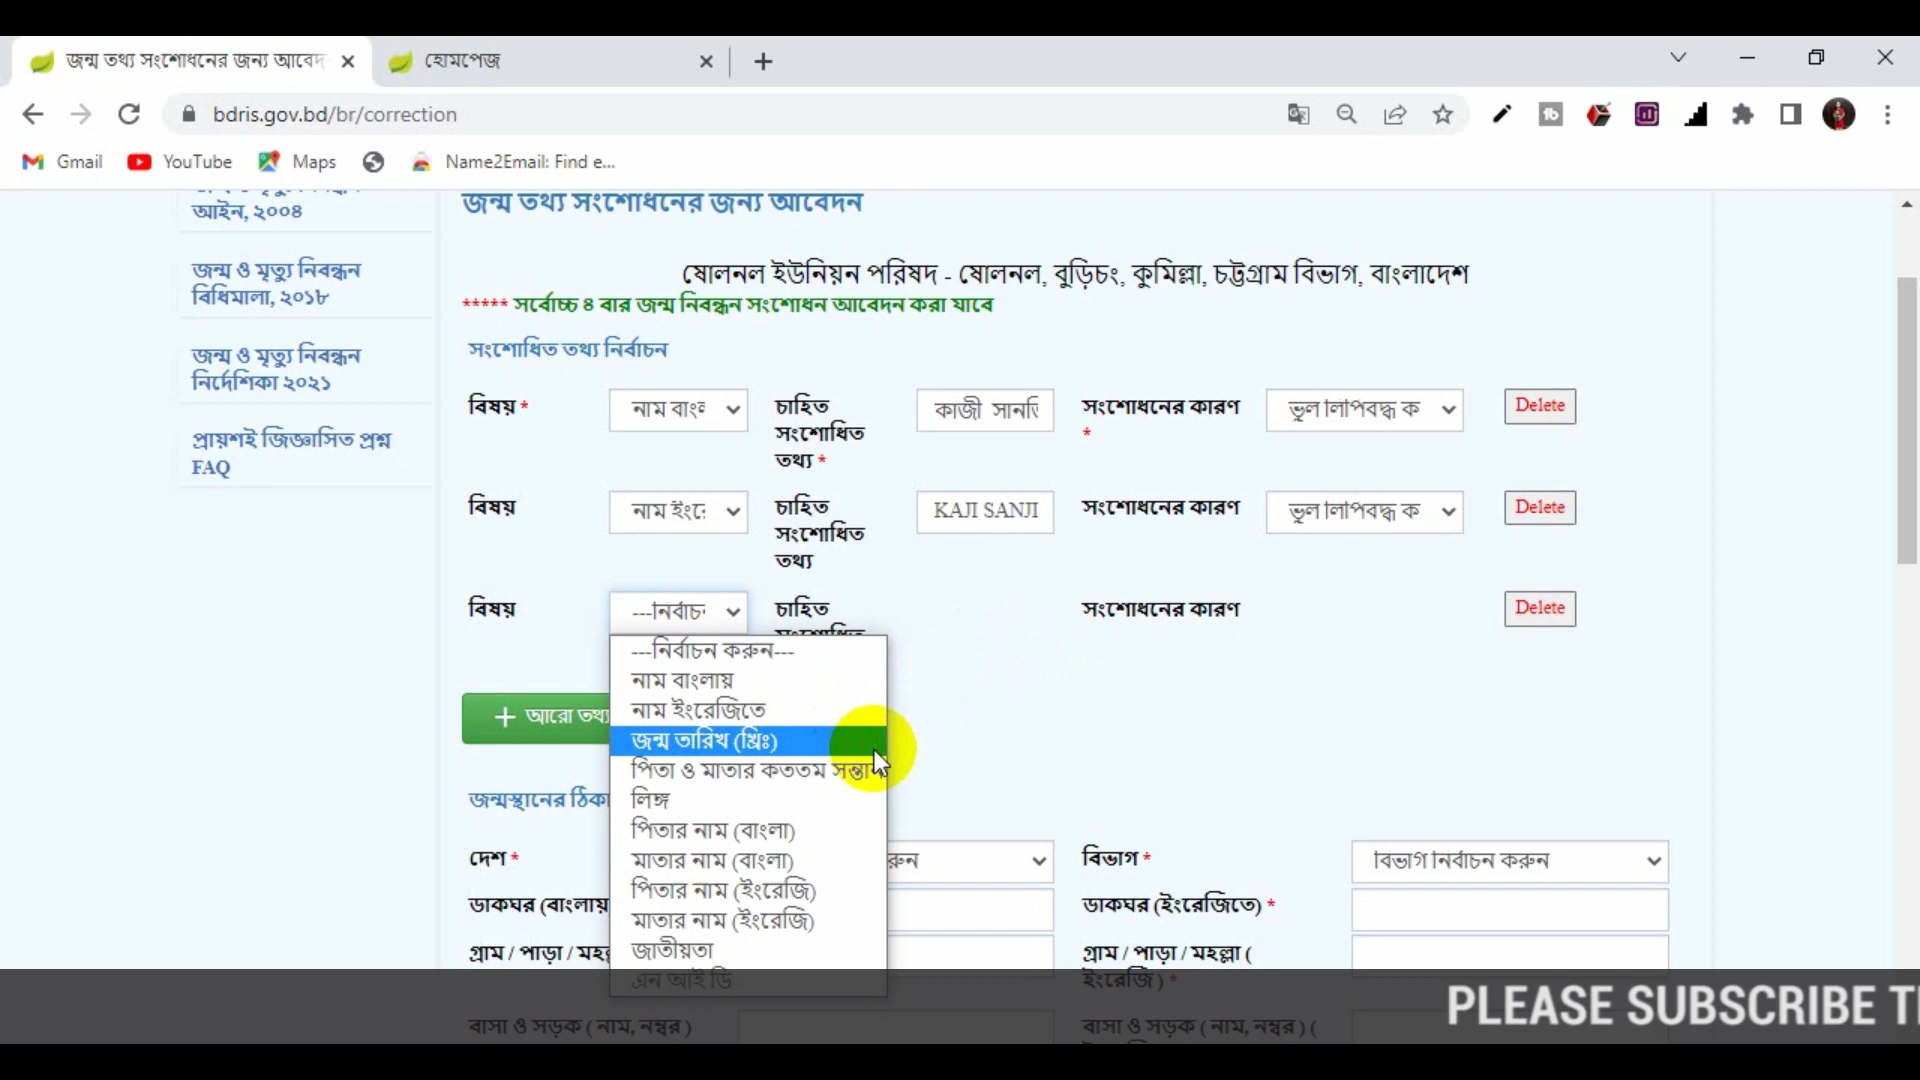 জন্ম তথ্য সংশোধনের জন্য আবেদ
হোমপেজ
bdris.gov.bd/br/correction
Gmail
YouTube
Maps
Name2Email: Find e...
আইন, ২০০৪
জন্ম ও মৃত্যু নিবন্ধন
বিধিমালা, ২০১৮
জন্ম ও মৃত্যু নিবন্ধন
নির্দেশিকা ২০২১
প্রায়শই জিজ্ঞাসিত প্রশ্ন
FAQ
জন্ম তথ্য সংশোধনের জন্য আবেদন
ষোলনল ইউনিয়ন পরিষদ - ষোলনল, বুড়িচং, কুমিল্লা, চট্টগ্রাম বিভাগ, বাংলাদেশ
***** সর্বোচ্চ ৪ বার জন্ম নিবন্ধন সংশোধন আবেদন করা যাবে
সংশোধিত তথ্য নির্বাচন
বিষয় *
নাম বাংল
চাহিত
সংশোধিত
তথ্য *
কাজী সানজি
সংশোধনের কারণ
*
ভুল লিপিবদ্ধ ক
Delete
বিষয়
নাম ইংরে
চাহিত
সংশোধিত
তথ্য
KAJI SANJI
সংশোধনের কারণ
ভুল লিপিবদ্ধ ক
Delete
বিষয়
---নির্বাচ
চাহিত
সংশোধিত
সংশোধনের কারণ
Delete
---নির্বাচন করুন---
নাম বাংলায়
নাম ইংরেজিতে
জন্ম তারিখ (খ্রিঃ)
পিতা ও মাতার কততম সন্তান
লিঙ্গ
পিতার নাম (বাংলা)
মাতার নাম (বাংলা)
পিতার নাম (ইংরেজি)
মাতার নাম (ইংরেজি)
জাতীয়তা
এন আই ডি
+ আরো তথ্য
জন্মস্থানের ঠিকা
দেশ *
রুন
বিভাগ *
বিভাগ নির্বাচন করুন
ডাকঘর (বাংলায়
ডাকঘর (ইংরেজিতে) *
গ্রাম / পাড়া / মহ
গ্রাম / পাড়া / মহল্লা (
ইংরেজি ) *
বাসা ও সড়ক ( নাম, নম্বর )
বাসা ও সড়ক ( নাম, নম্বর ) (
PLEASE SUBSCRIBE T